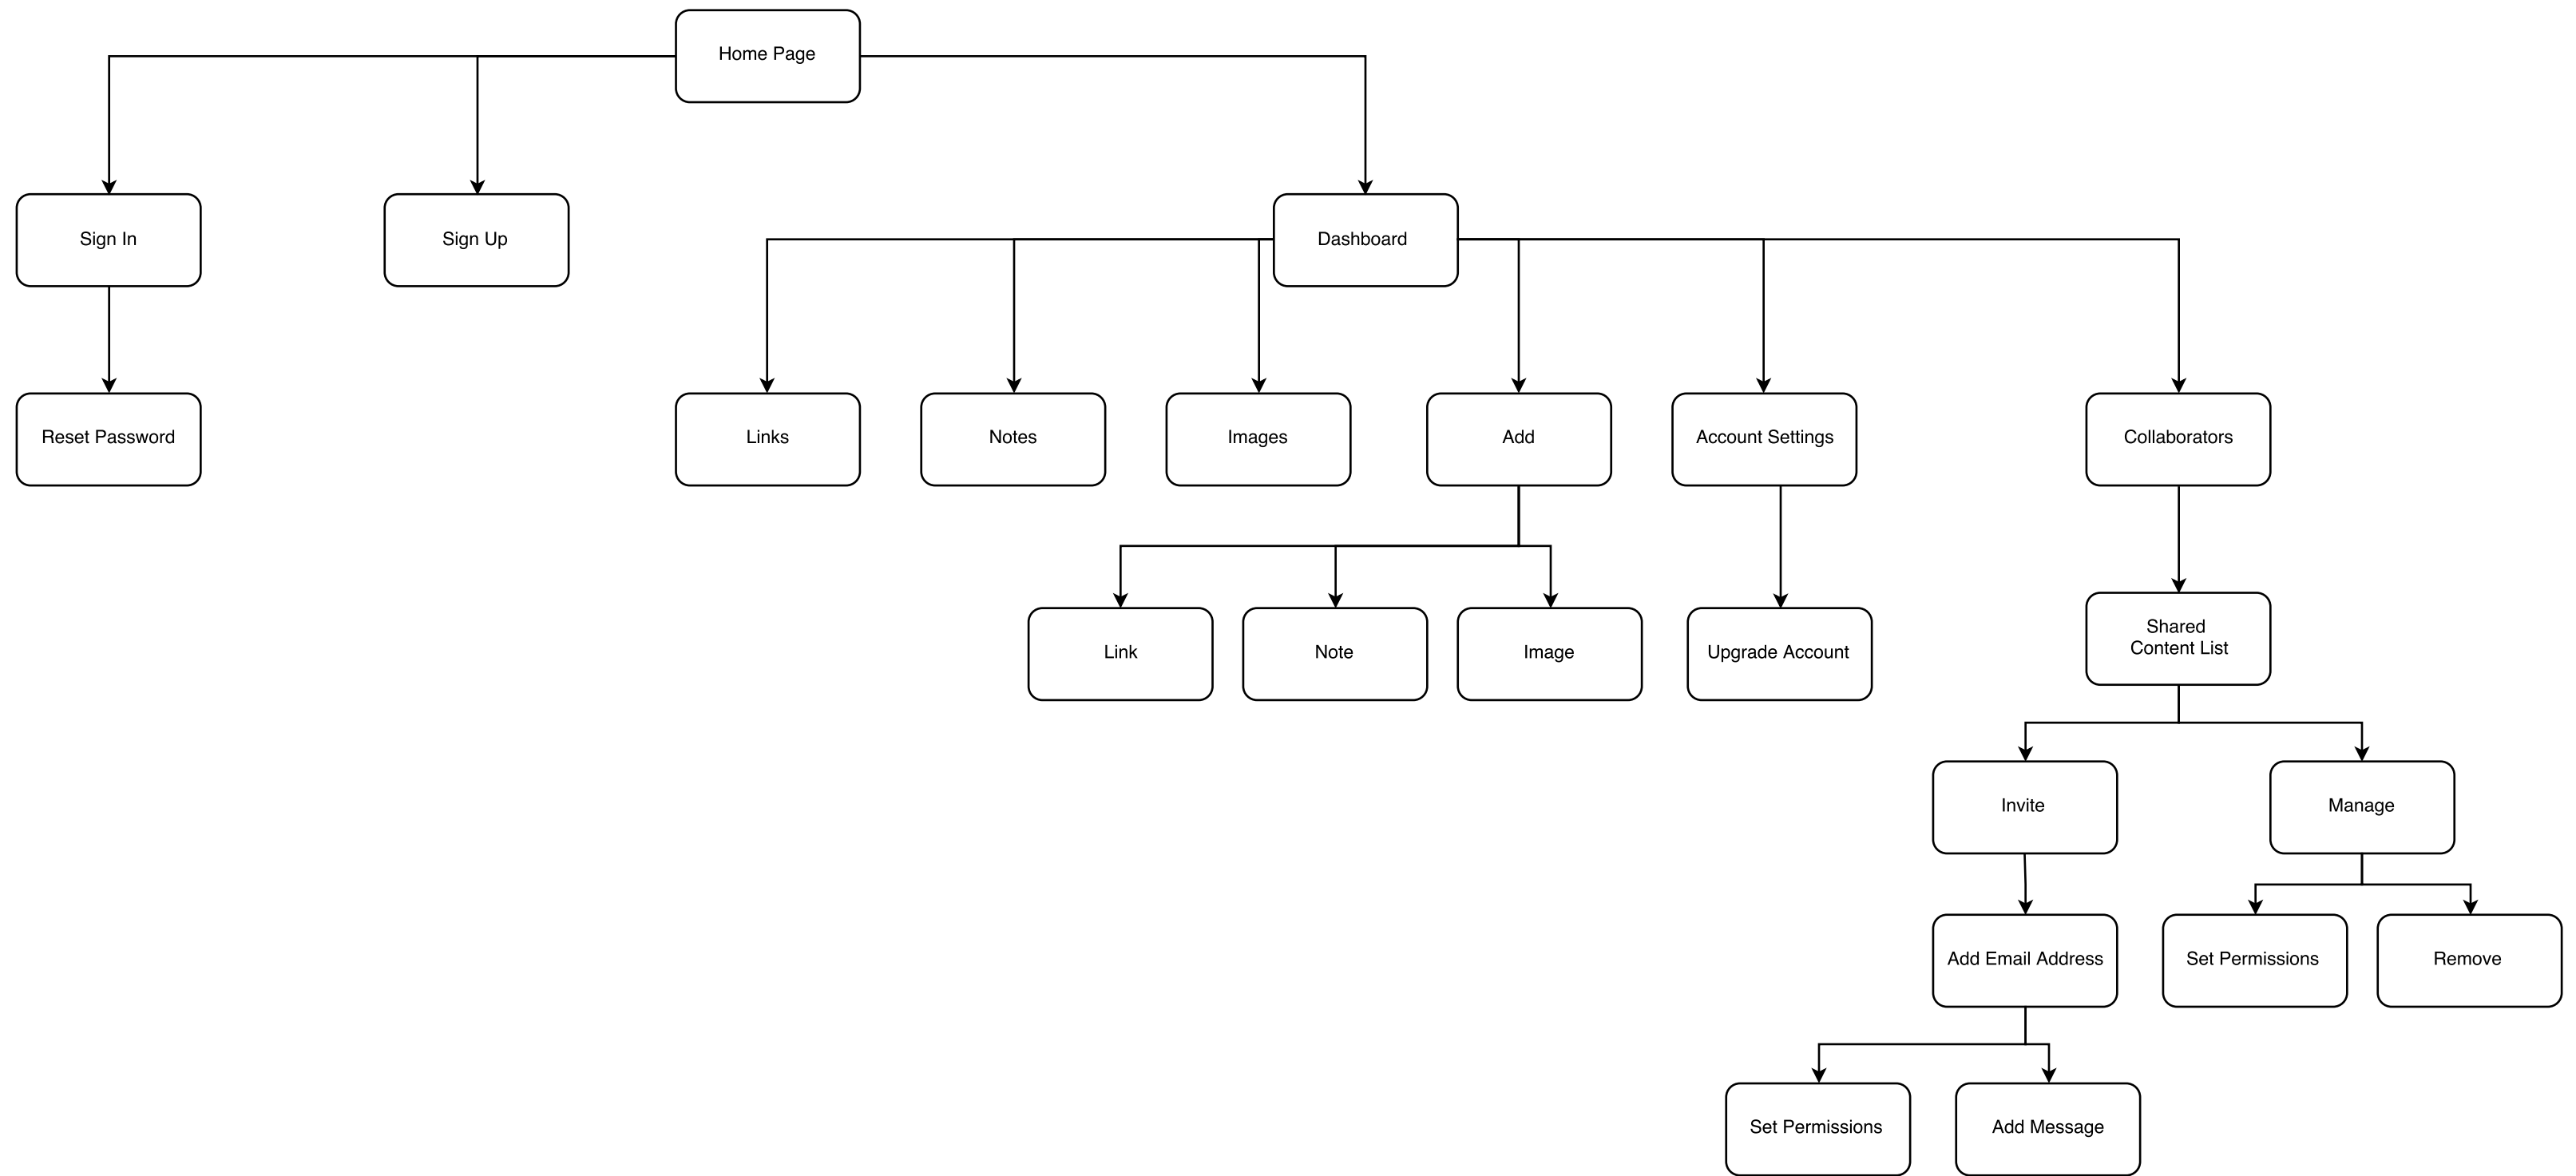 Home Page
Sign In
Sign Up
Dashboard
Reset Password
Links
Notes
Images
Add
Account Settings
Collaborators
Link
Note
Image
Upgrade Account
Shared
Content List
Invite
Manage
Add Email Address
Set Permissions
Remove
Set Permissions
Add Message